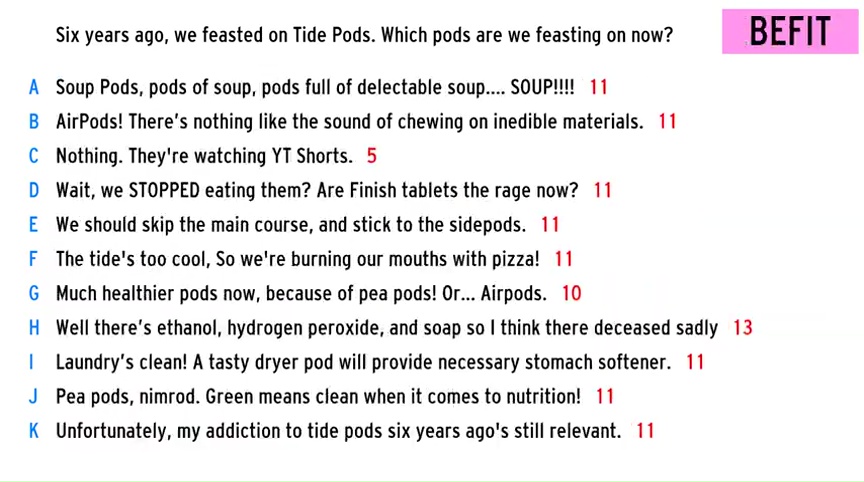 Six years ago, we feasted on Tide Pods. Which pods are we feasting on now?
BEFIT
A Soup Pods, pods of soup, pods full of delectable soup.... SOUP!!!! 11
B AirPods! There's nothing like the sound of chewing on inedible materials. 11
C Nothing. They're watching YT Shorts. 5
D Wait, we STOPPED eating them? Are Finish tablets the rage now? 11
E We should skip the main course, and stick to the sidepods. 11
F The tide's too cool, So we're burning our mouths with pizza! 11
G Much healthier pods now, because of pea pods! Or... Airpods. 10
H Well there's ethanol, hydrogen peroxide, and soap so I think there deceased sadly 13
I Laundry's clean! A tasty dryer pod will provide necessary stomach softener. 11
J Pea pods, nimrod. Green means clean when it comes to nutrition! 11
K Unfortunately, my addiction to tide pods six years ago's still relevant. 11